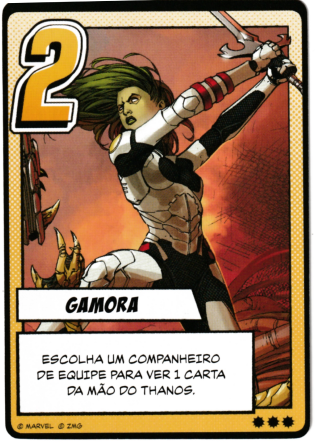 2
GAMORA
ESCOLHA UM COMPANHEIRO
DE EQUIPE PARA VER 1 CARTA
DA MÃO DO THANOS.
© MARVEL © ZMG